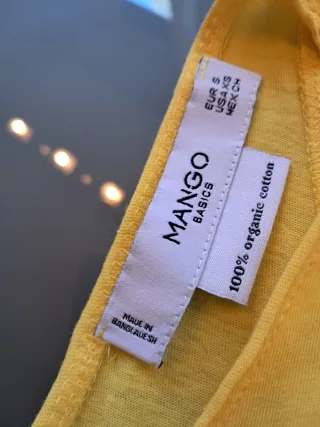 EUR S
USA XS
MEX CH
MANGO
BASICS
MADE IN
BANGLADESH
100% organic cotton